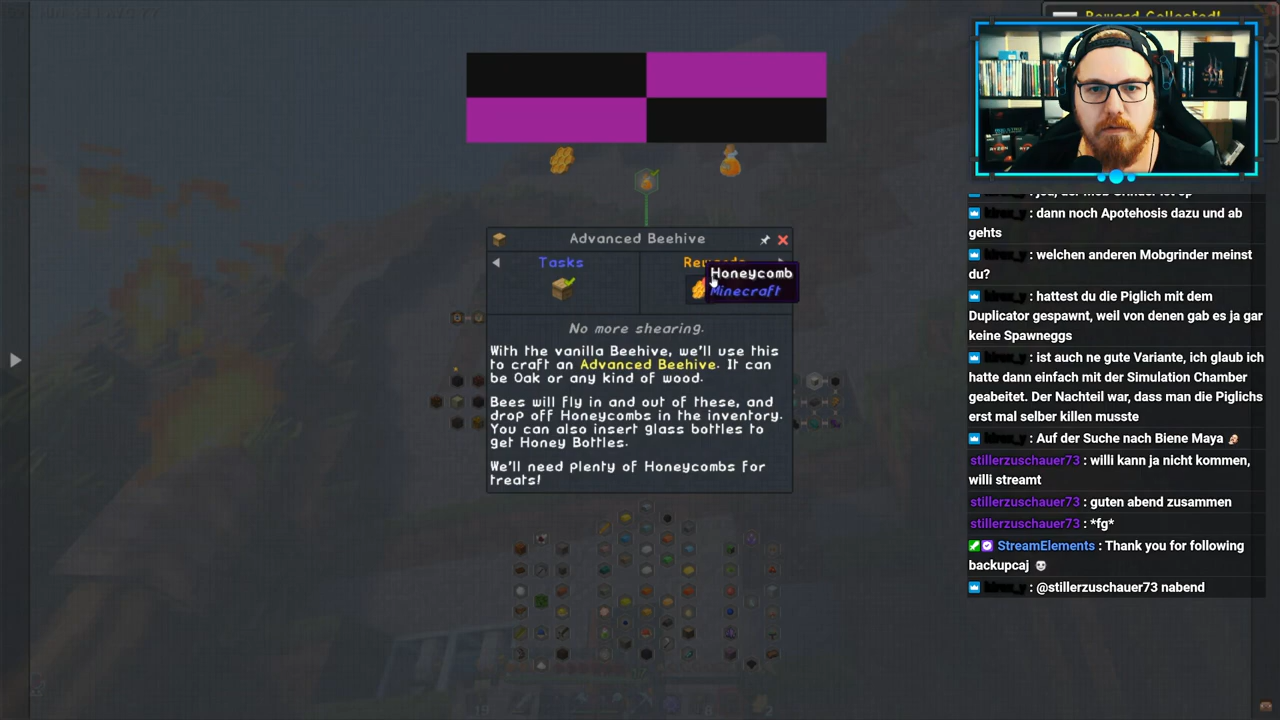 Reward Collected!
Advanced Beehive
Tasks
Honeycomb
Minecraft
No more shearing.
With the vanilla Beehive, we'll use this
to craft an Advanced Beehive. It can
be Oak or any kind of wood.
Bees will fly in and out of these, and
drop off Honeycombs in the inventory.
You can also insert glass bottles to
get Honey Bottles.
We'll need plenty of Honeycombs for
treats!
: dann noch Apotehosis dazu und ab
gehts
: welchen anderen Mobgrinder meinst
du?
: hattest du die Piglich mit dem
Duplicator gespawnt, weil von denen gab es ja gar
keine Spawneggs
: ist auch ne gute Variante, ich glaub ich
hatte dann einfach mit der Simulation Chamber
geabeitet. Der Nachteil war, dass man die Piglichs
erst mal selber killen musste
: Auf der Suche nach Biene Maya
stillerzuschauer73 : willi kann ja nicht kommen,
willi streamt
stillerzuschauer73 : guten abend zusammen
stillerzuschauer73 : *fg*
StreamElements : Thank you for following
backupcaj
: @stillerzuschauer73 nabend